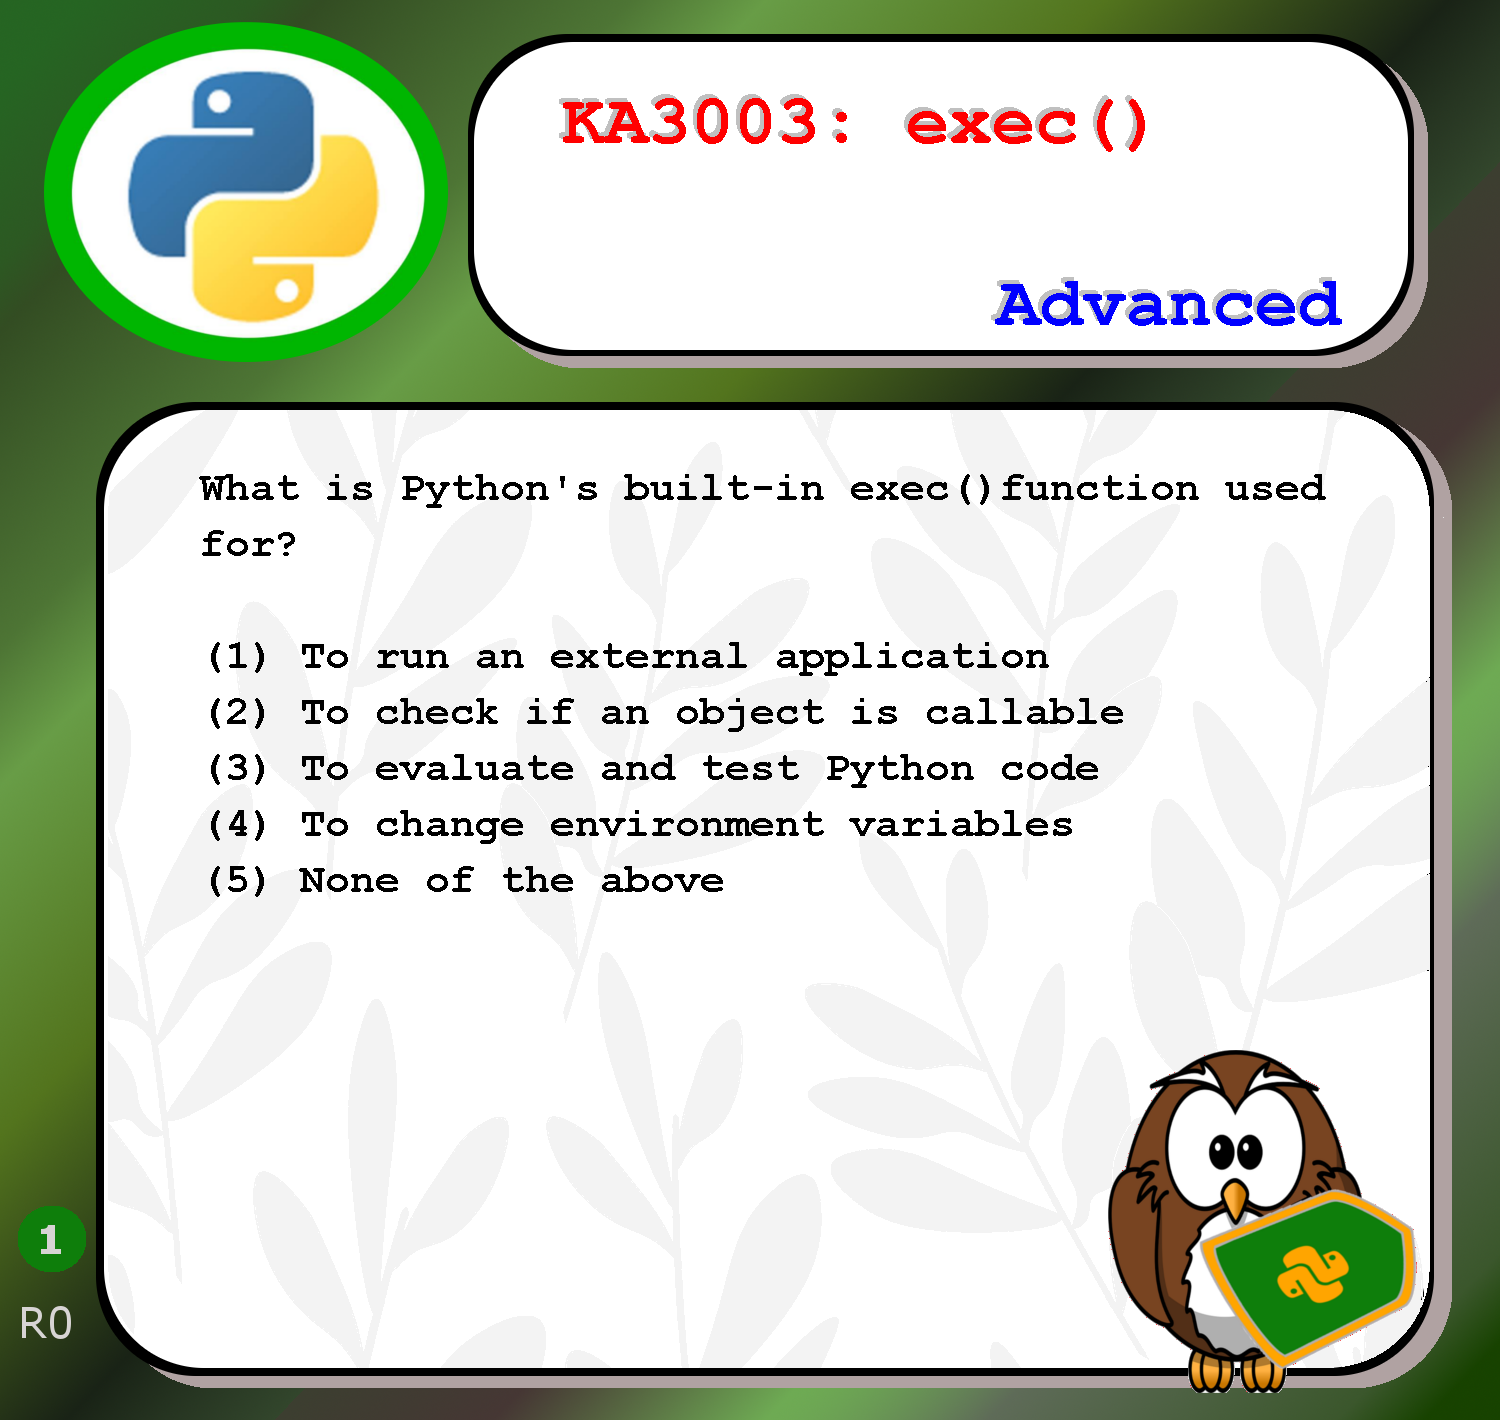 KA3003: exec()
Advanced
What is Python's built-in exec()function used
for?
(1) To run an external application
(2) To check if an object is callable
(3) To evaluate and test Python code
(4) To change environment variables
(5) None of the above
1
R0